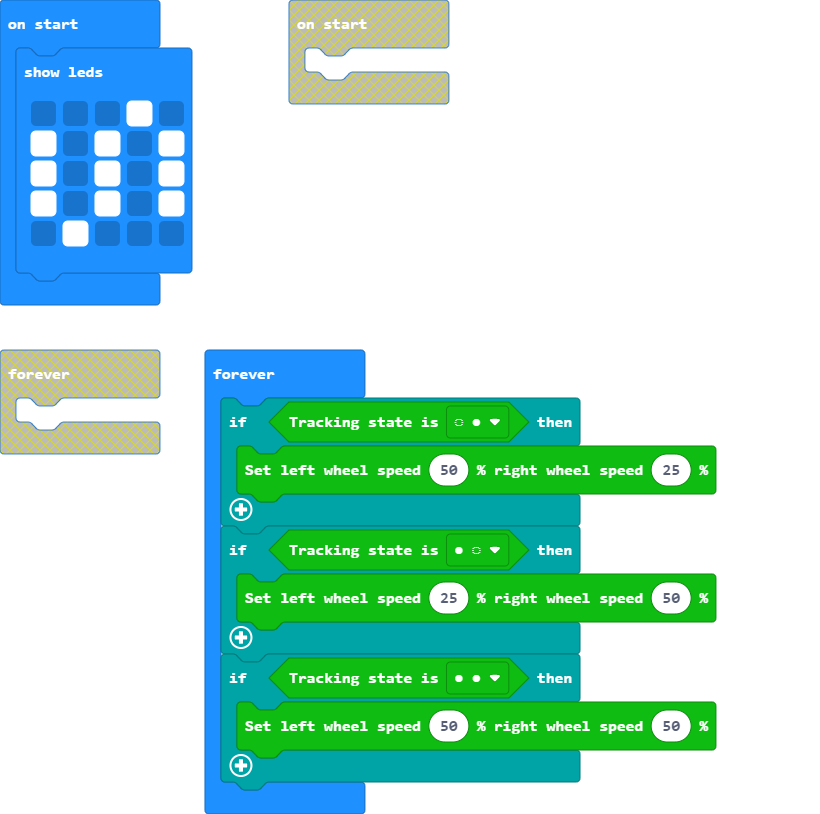 on start
on start
show leds
forever
forever
if Tracking state is ◌ ● then
Set left wheel speed 50 % right wheel speed 25 %
if Tracking state is ● ◌ then
Set left wheel speed 25 % right wheel speed 50 %
if Tracking state is ● ● then
Set left wheel speed 50 % right wheel speed 50 %